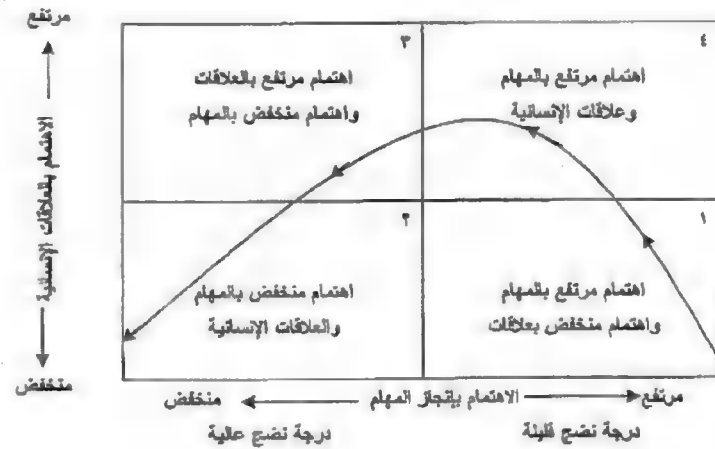 مرتفع
الاهتمام بالعلاقات الإنسانية
منخفض
٤
اهتمام مرتفع بالمهام
وعلاقات الإنسانية
٣
اهتمام مرتفع بالعلاقات
واهتمام منخفض بالمهام
١
اهتمام مرتفع بالمهام
واهتمام منخفض بعلاقات
٢
اهتمام منخفض بالمهام
والعلاقات الإنسانية
مرتفع الاهتمام بإنجاز المهام منخفض
درجة نضج قليلة درجة نضج عالية